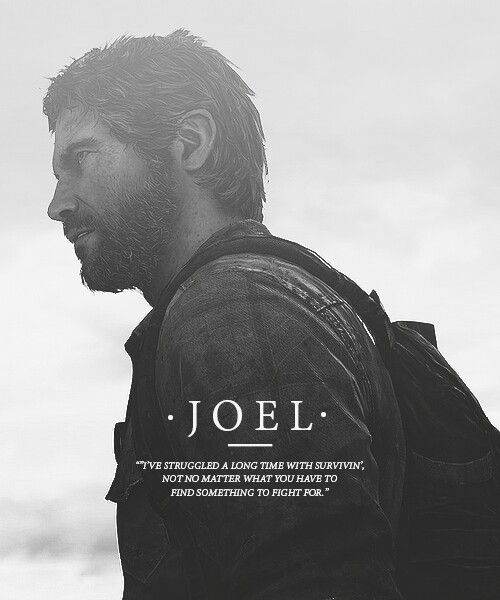 · JOEL ·
“"I'VE STRUGGLED A LONG TIME WITH SURVIVIN',
NOT NO MATTER WHAT YOU HAVE TO
FIND SOMETHING TO FIGHT FOR.”